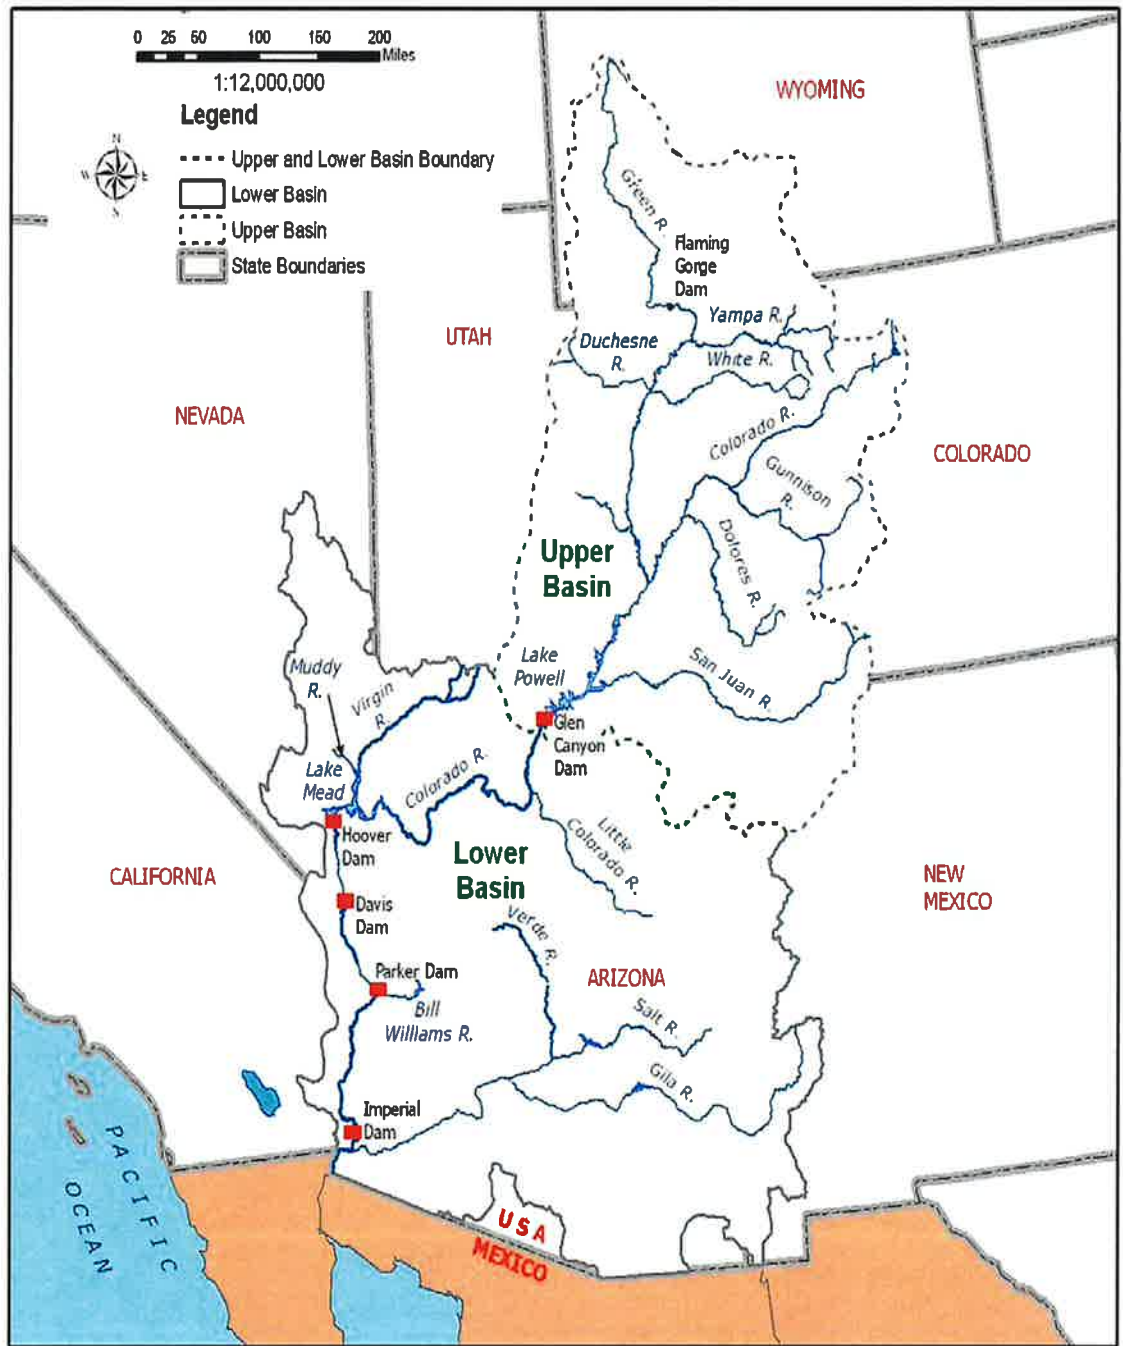 0 25 50 100 150 200
Miles
1:12,000,000
Legend
N
W E
S
Upper and Lower Basin Boundary
Lower Basin
Upper Basin
State Boundaries
WYOMING
Green R.
Flaming
Gorge
Dam
UTAH
Yampa R.
Duchesne
R.
White R.
NEVADA
Colorado R.
COLORADO
Gunnison
R.
Dolores R.
Upper
Basin
Lake
Powell
San Juan R.
Muddy
R.
Virgin
R.
Glen
Canyon
Dam
Lake
Mead
Colorado R.
Hoover
Dam
Little
Colorado R.
Lower
Basin
CALIFORNIA
NEW
MEXICO
Davis
Dam
Verde R.
Parker Dam
ARIZONA
Bill
Williams R.
Salt R.
Gila R.
Imperial
Dam
PACIFIC
OCEAN
USA
MEXICO